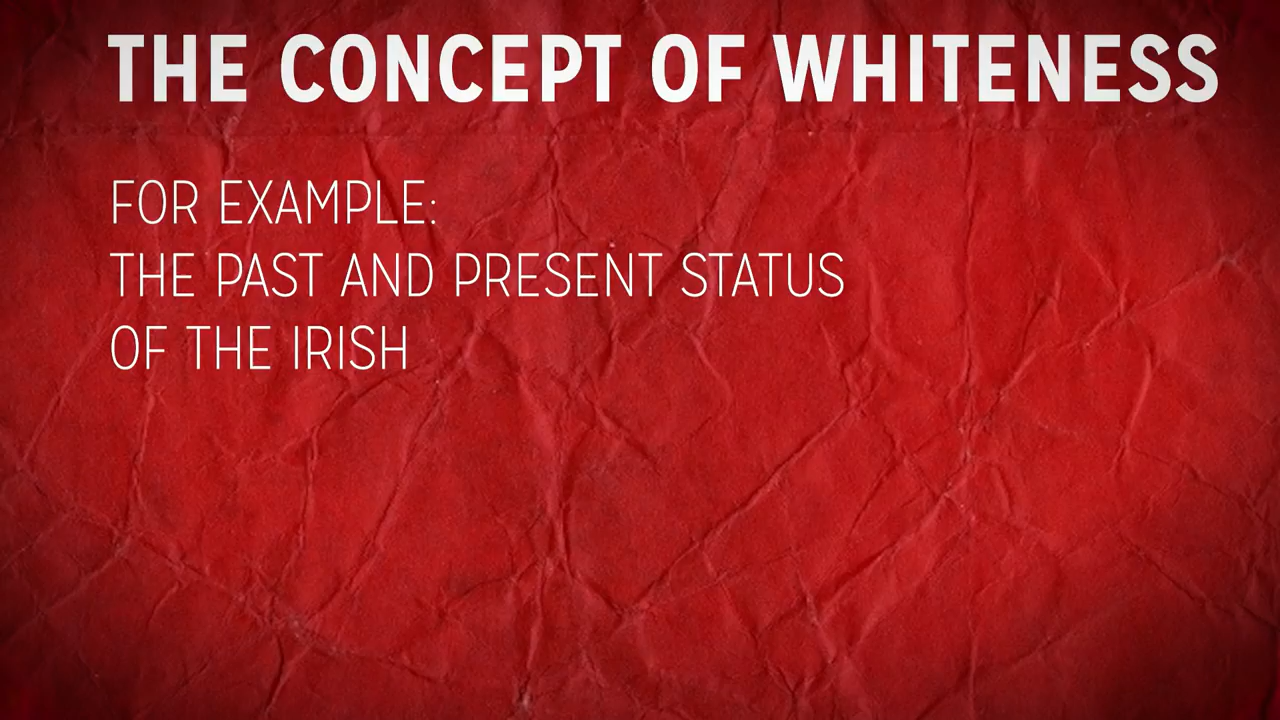 THE CONCEPT OF WHITENESS
FOR EXAMPLE:
THE PAST AND PRESENT STATUS
OF THE IRISH